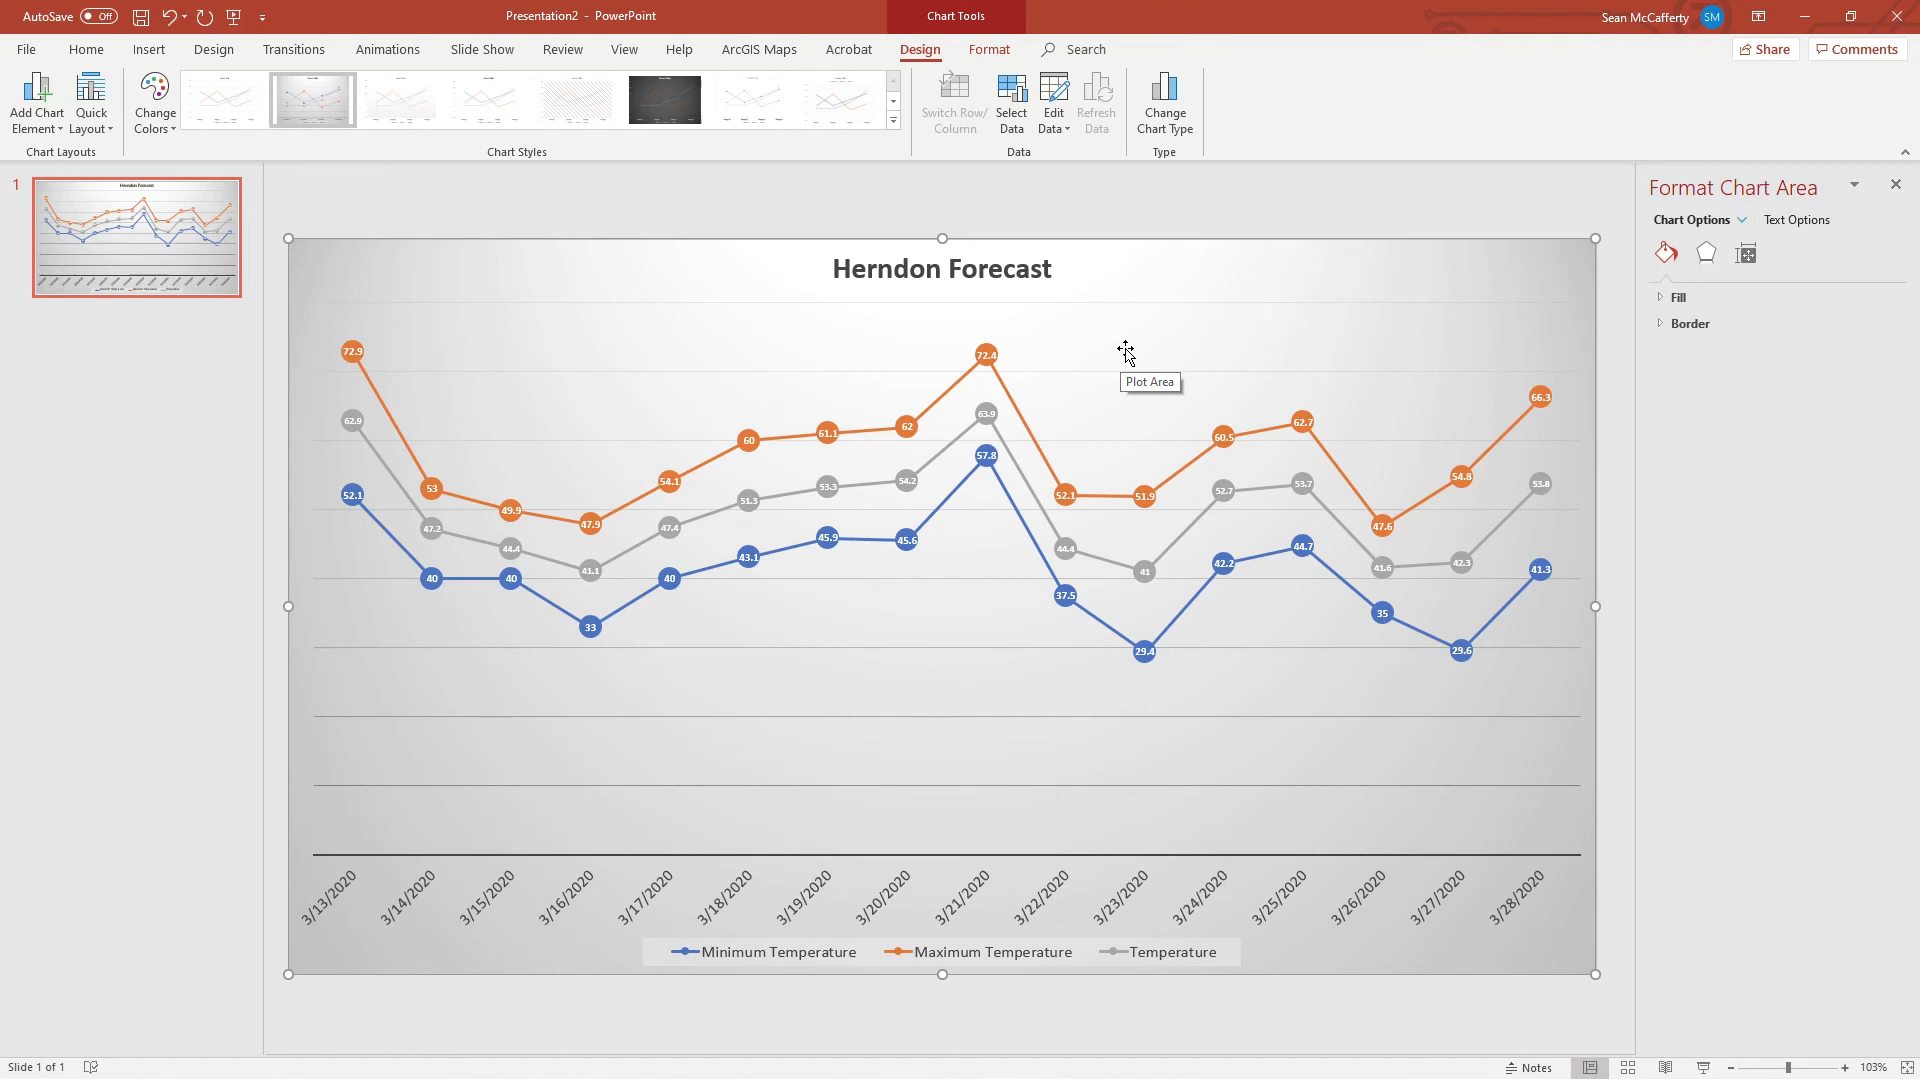 AutoSave Off
Presentation2 - PowerPoint
Chart Tools
Sean McCafferty SM
File Home Insert Design Transitions Animations Slide Show Review View Help ArcGIS Maps Acrobat Design Format Search
Share Comments
Add Chart Element
Quick Layout
Change Colors
Switch Row/ Column
Select Data
Edit Data
Refresh Data
Change Chart Type
Chart Layouts
Chart Styles
Data
Type
1
Herndon Forecast
Format Chart Area
Chart Options Text Options
Fill
Border
Herndon Forecast
Plot Area
72.9 53 49.9 47.9 54.1 60 61.1 62 72.4 52.1 51.9 60.5 62.7 47.6 54.8 66.3
62.9 47.2 44.4 41.1 47.4 51.3 53.3 54.2 63.9 44.4 41 52.7 53.7 41.6 42.3 53.8
52.1 40 40 33 40 43.1 45.9 45.6 57.8 37.5 29.4 42.2 44.7 35 29.6 41.3
3/13/2020 3/14/2020 3/15/2020 3/16/2020 3/17/2020 3/18/2020 3/19/2020 3/20/2020 3/21/2020 3/22/2020 3/23/2020 3/24/2020 3/25/2020 3/26/2020 3/27/2020 3/28/2020
Minimum Temperature Maximum Temperature Temperature
Slide 1 of 1
Notes
103%